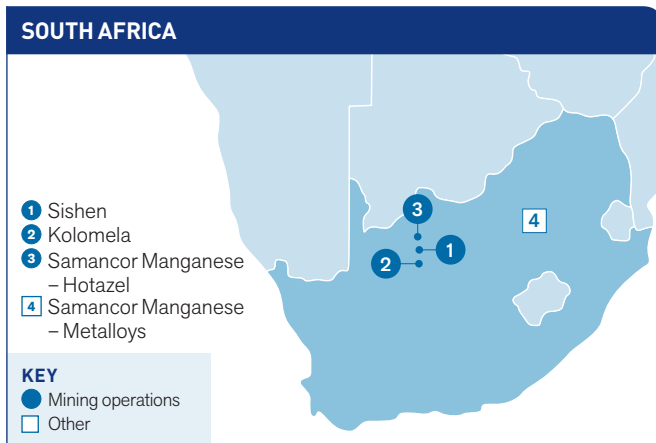 SOUTH AFRICA
1 Sishen
2 Kolomela
3 Samancor Manganese
– Hotazel
4 Samancor Manganese
– Metalloys
3
4
1
2
KEY
Mining operations
Other